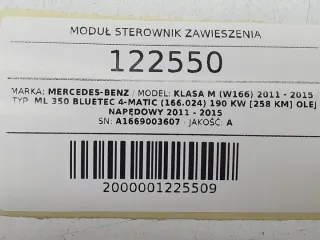 MODUŁ STEROWNIK ZAWIESZENIA
122550
MARKA: MERCEDES-BENZ / MODEL: KLASA M (W166) 2011 - 2015 /
TYP: ML 350 BLUETEC 4-MATIC (166.024) 190 KW [258 KM] OLEJ
NAPĘDOWY 2011 - 2015
SN: A1669003607 / JAKOŚĆ: A
2000001225509